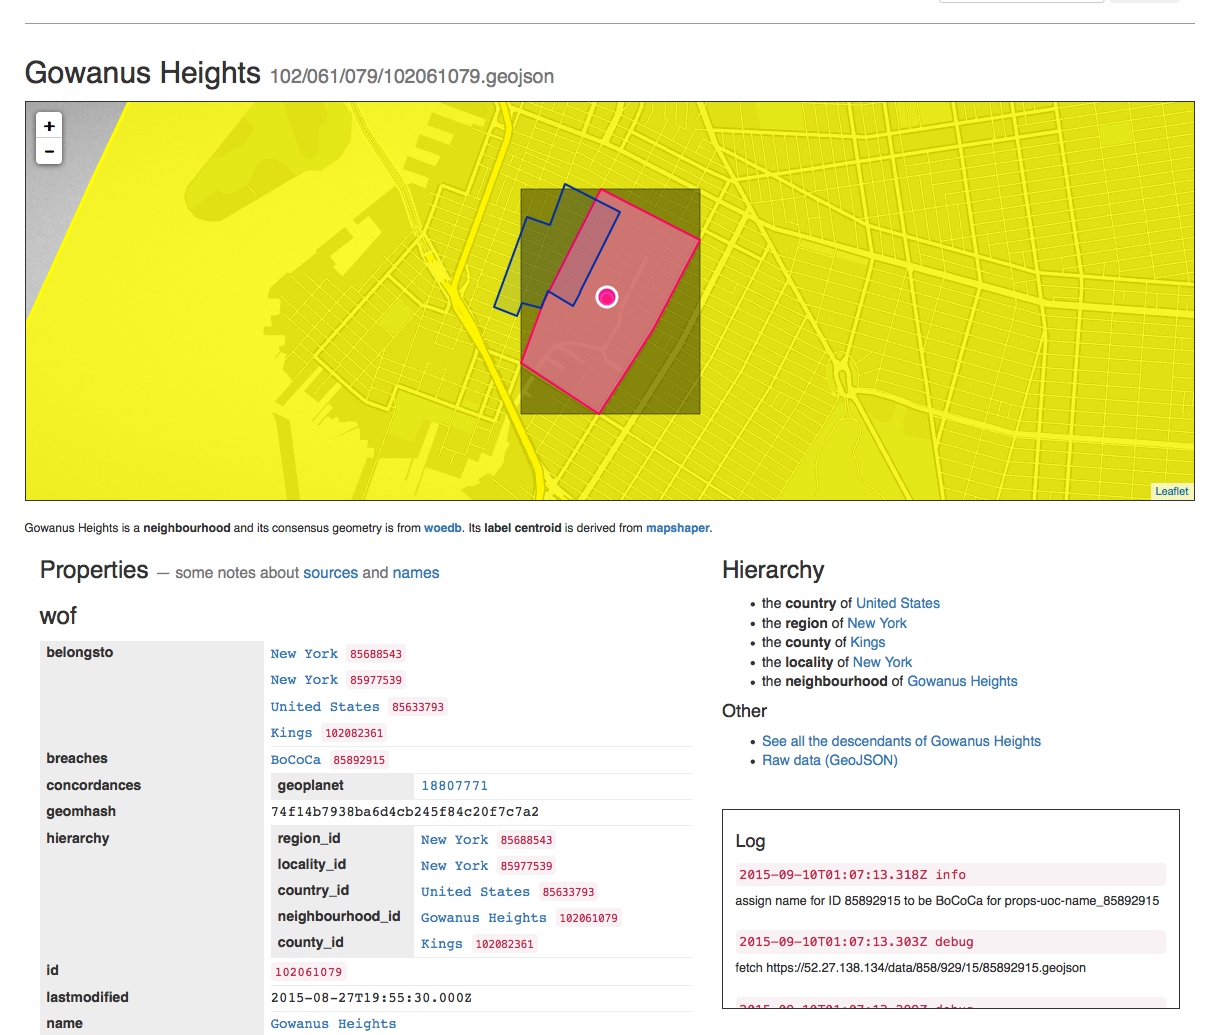 Gowanus Heights 102/061/079/102061079.geojson
+
−
Leaflet
Gowanus Heights is a neighbourhood and its consensus geometry is from woedb. Its label centroid is derived from mapshaper.
Properties — some notes about sources and names
wof
belongsto
New York 85688543
New York 85977539
United States 85633793
Kings 102082361
breaches
BoCoCa 85892915
concordances
geoplanet 18807771
geomhash
74f14b7938ba6d4cb245f84c20f7c7a2
hierarchy
region_id New York 85688543
locality_id New York 85977539
country_id United States 85633793
neighbourhood_id Gowanus Heights 102061079
county_id Kings 102082361
id
102061079
lastmodified
2015-08-27T19:55:30.000Z
name
Gowanus Heights
Hierarchy
• the country of United States
• the region of New York
• the county of Kings
• the locality of New York
• the neighbourhood of Gowanus Heights
Other
• See all the descendants of Gowanus Heights
• Raw data (GeoJSON)
Log
2015-09-10T01:07:13.318Z info
assign name for ID 85892915 to be BoCoCa for props-uoc-name_85892915
2015-09-10T01:07:13.303Z debug
fetch https://52.27.138.134/data/858/929/15/85892915.geojson